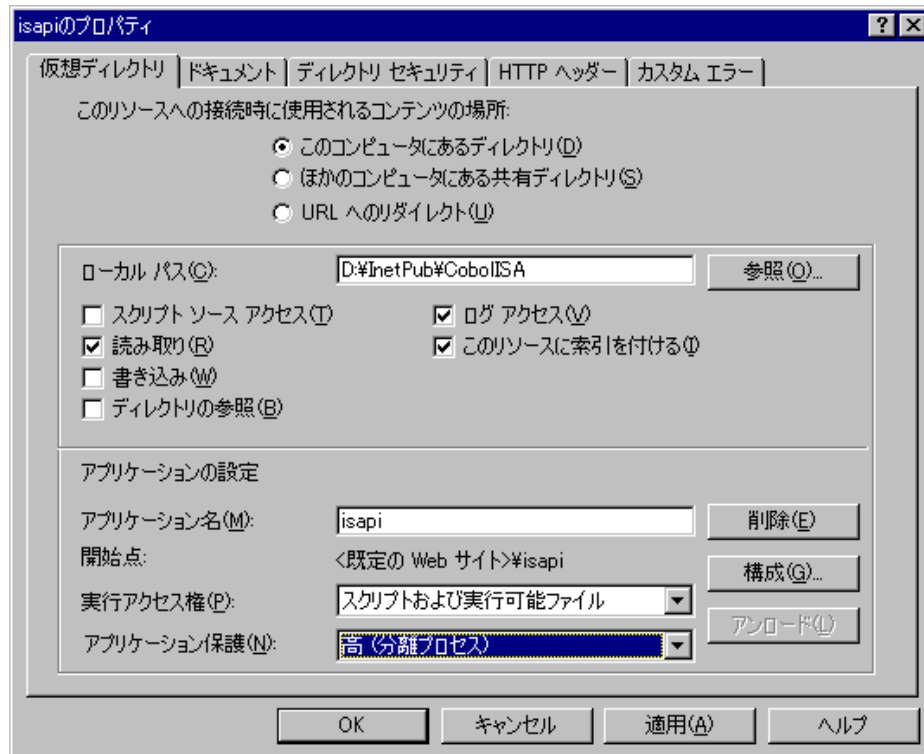 isapiのプロパティ
仮想ディレクトリ ドキュメント ディレクトリ セキュリティ HTTP ヘッダー カスタム エラー
このリソースへの接続時に使用されるコンテンツの場所:
このコンピュータにあるディレクトリ(D)
ほかのコンピュータにある共有ディレクトリ(S)
URL へのリダイレクト(U)
ローカル パス(C): D:¥InetPub¥CobolISA 参照(O)...
スクリプト ソース アクセス(T) ログ アクセス(V)
読み取り(R) このリソースに索引を付ける(I)
書き込み(W)
ディレクトリの参照(B)
アプリケーションの設定
アプリケーション名(M): isapi 削除(E)
開始点: <既定の Web サイト>¥isapi 構成(G)...
実行アクセス権(P): スクリプトおよび実行可能ファイル
アンロード(L)
アプリケーション保護(N): 高 (分離プロセス)
OK キャンセル 適用(A) ヘルプ